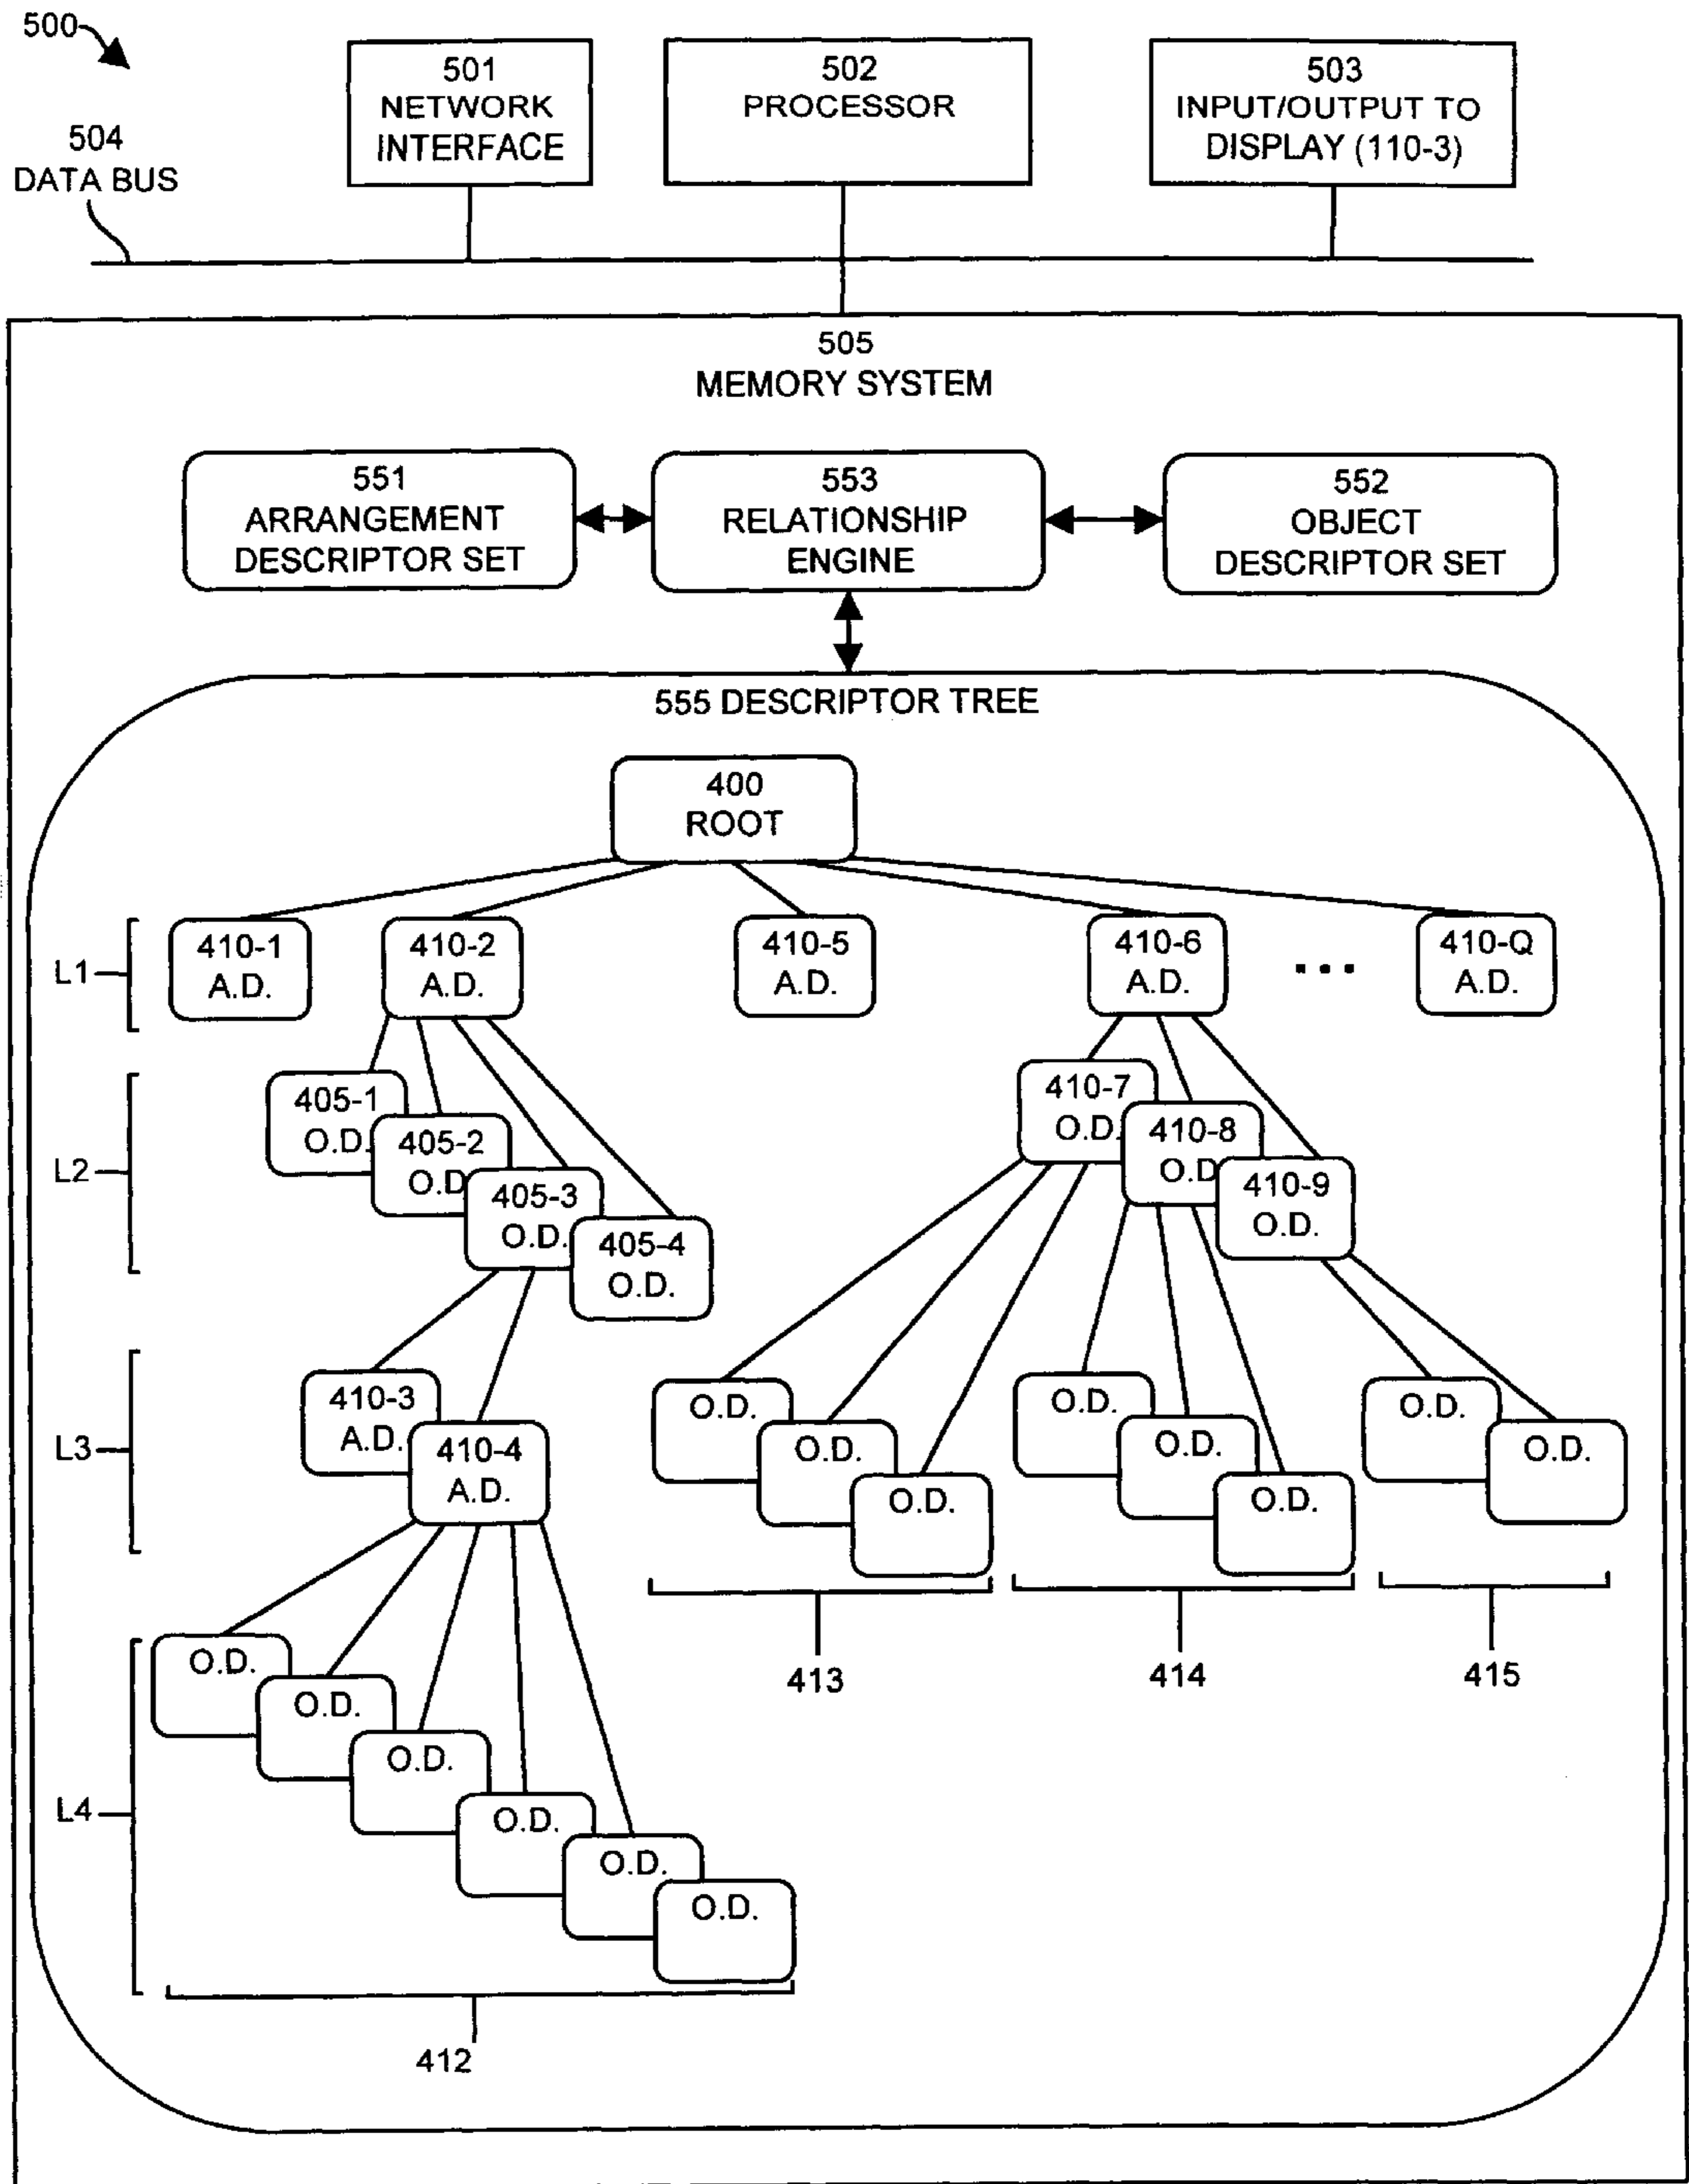 500
501
NETWORK
INTERFACE
502
PROCESSOR
503
INPUT/OUTPUT TO
DISPLAY (110-3)
504
DATA BUS
505
MEMORY SYSTEM
551
ARRANGEMENT
DESCRIPTOR SET
553
RELATIONSHIP
ENGINE
552
OBJECT
DESCRIPTOR SET
555 DESCRIPTOR TREE
400
ROOT
L1
410-1
A.D.
410-2
A.D.
410-5
A.D.
410-6
A.D.
...
410-Q
A.D.
L2
405-1
O.D.
405-2
O.D
405-3
O.D.
405-4
O.D.
410-7
O.D.
410-8
O.D
410-9
O.D.
L3
410-3
A.D.
410-4
A.D.
O.D.
O.D.
O.D.
O.D.
O.D.
O.D.
O.D.
O.D.
413
414
415
L4
O.D.
O.D.
O.D.
O.D.
O.D.
O.D.
412